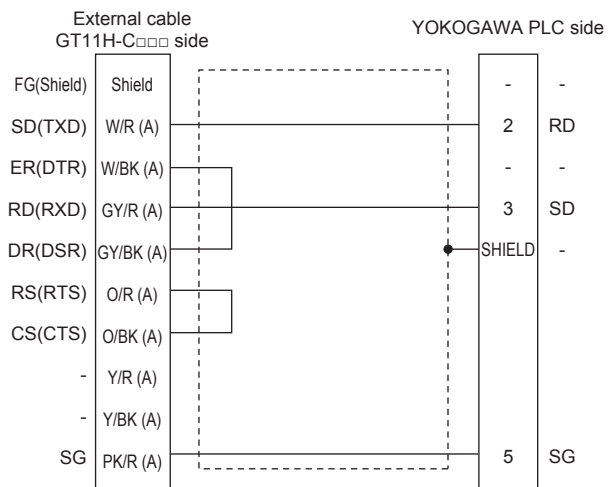 External cable
GT11H-C□□□ side
YOKOGAWA PLC side
FG(Shield) Shield - -
SD(TXD) W/R (A) 2 RD
ER(DTR) W/BK (A) - -
RD(RXD) GY/R (A) 3 SD
DR(DSR) GY/BK (A) SHIELD -
RS(RTS) O/R (A)
CS(CTS) O/BK (A)
- Y/R (A)
- Y/BK (A)
SG PK/R (A) 5 SG